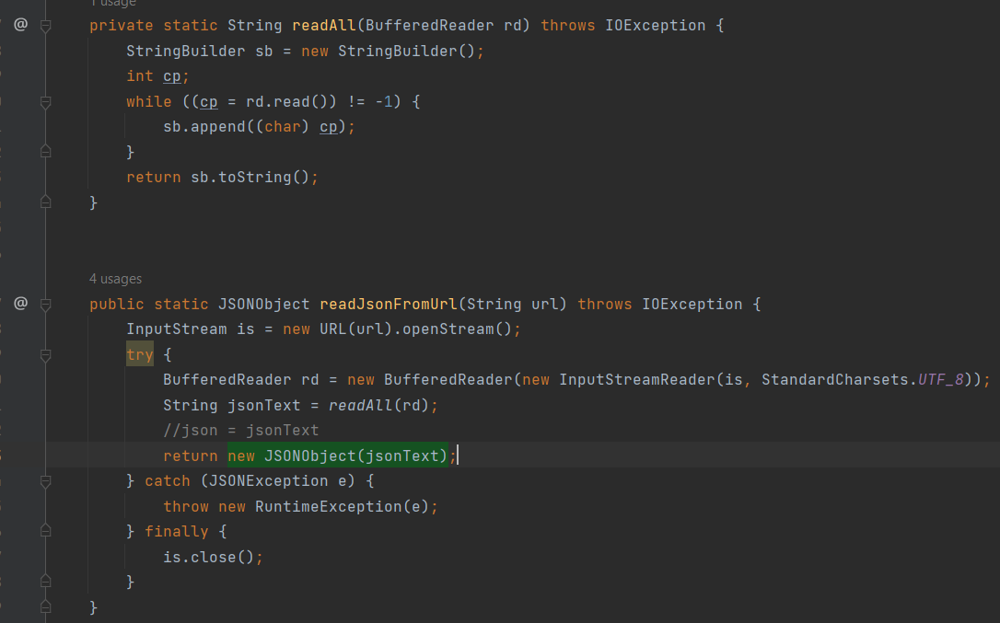 1 usage
@ private static String readAll(BufferedReader rd) throws IOException {
StringBuilder sb = new StringBuilder();
int cp;
while ((cp = rd.read()) != -1) {
sb.append((char) cp);
}
return sb.toString();
}
4 usages
@ public static JSONObject readJsonFromUrl(String url) throws IOException {
InputStream is = new URL(url).openStream();
try {
BufferedReader rd = new BufferedReader(new InputStreamReader(is, StandardCharsets.UTF_8));
String jsonText = readAll(rd);
//json = jsonText
return new JSONObject(jsonText);
} catch (JSONException e) {
throw new RuntimeException(e);
} finally {
is.close();
}
}